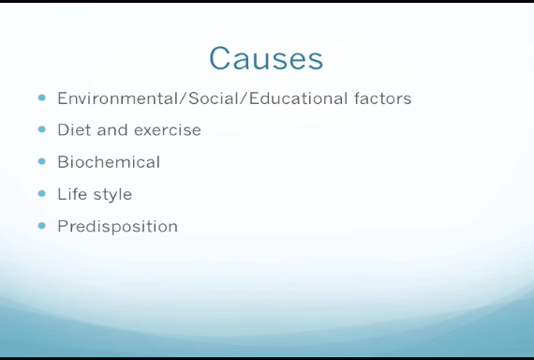 Causes
Environmental/Social/Educational factors
Diet and exercise
Biochemical
Life style
Predisposition